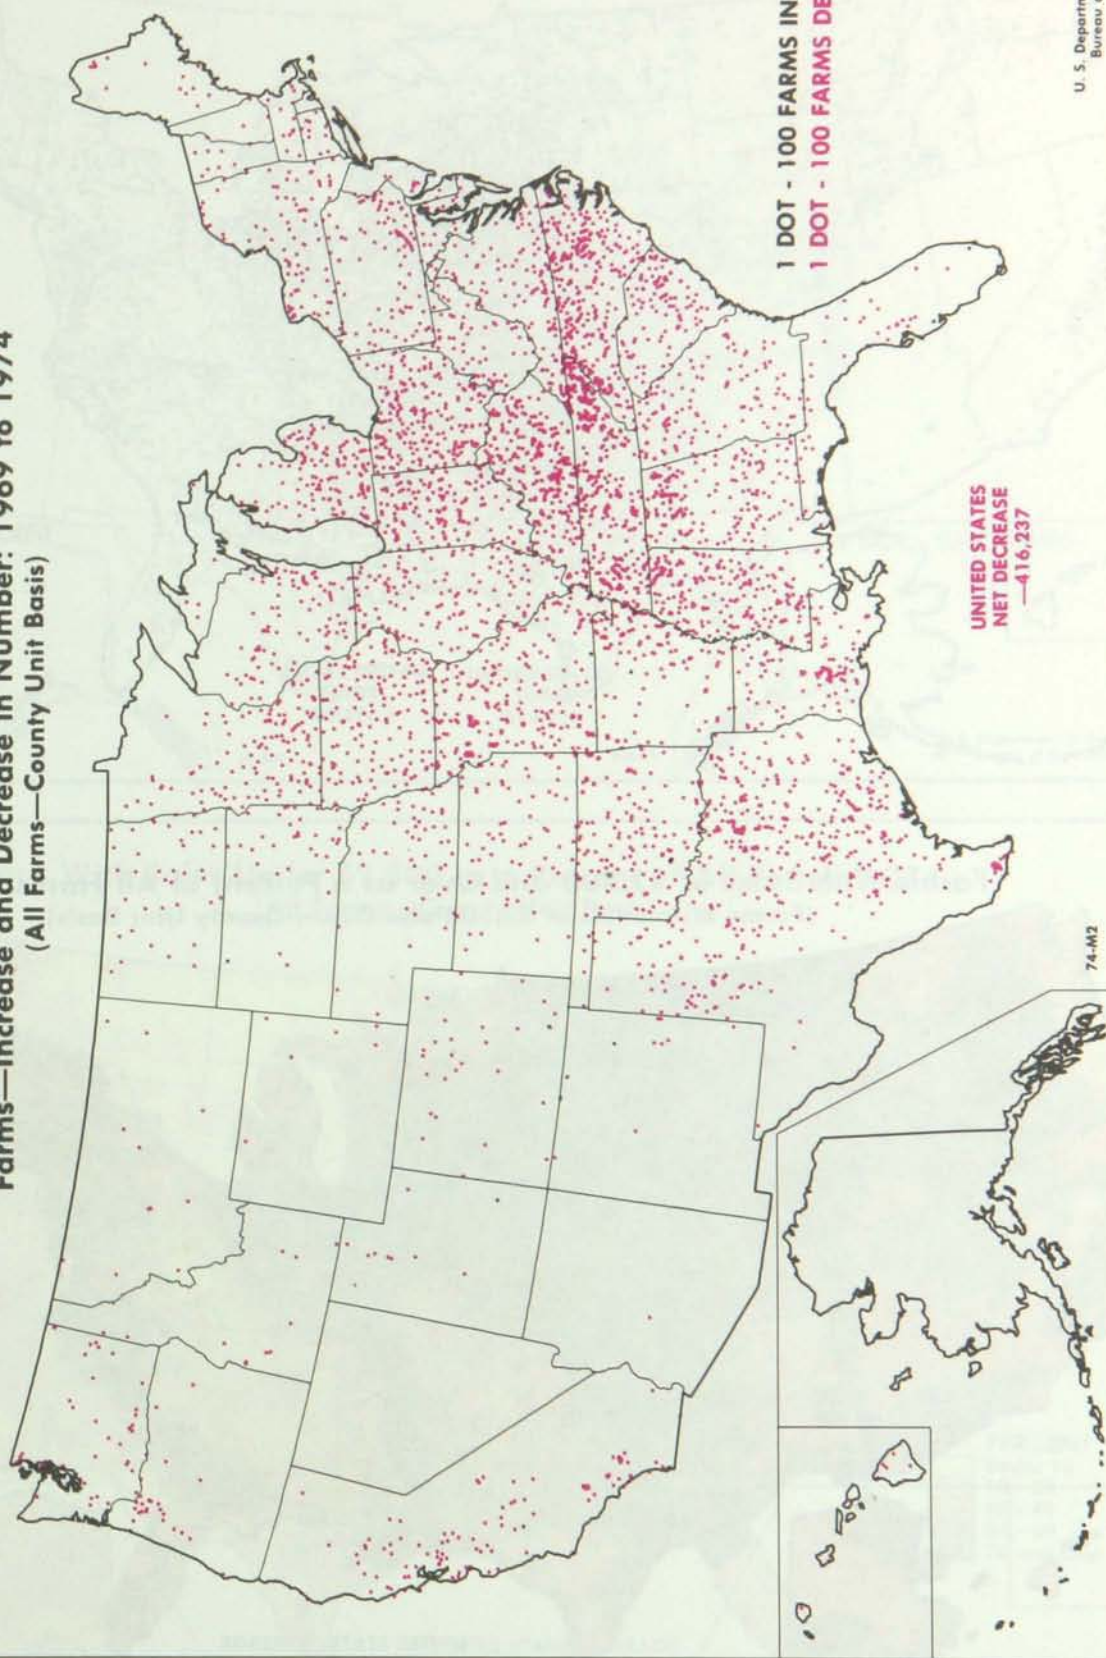 Farms—Increase and Decrease in Number: 1969 to 1974
(All Farms—County Unit Basis)
1 DOT - 100 FARMS IN
1 DOT - 100 FARMS DE
UNITED STATES
NET DECREASE
—416,237
74-M2
U. S. Departm
Bureau